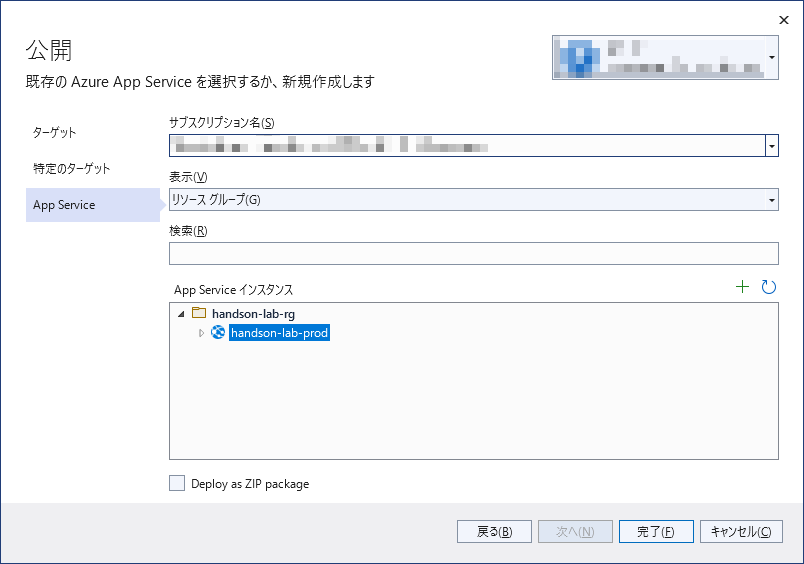 公開
既存の Azure App Service を選択するか、新規作成します
ターゲット
特定のターゲット
App Service
サブスクリプション名(S)
表示(V)
リソース グループ(G)
検索(R)
App Service インスタンス
handson-lab-rg
handson-lab-prod
Deploy as ZIP package
戻る(B)
次へ(N)
完了(F)
キャンセル(C)